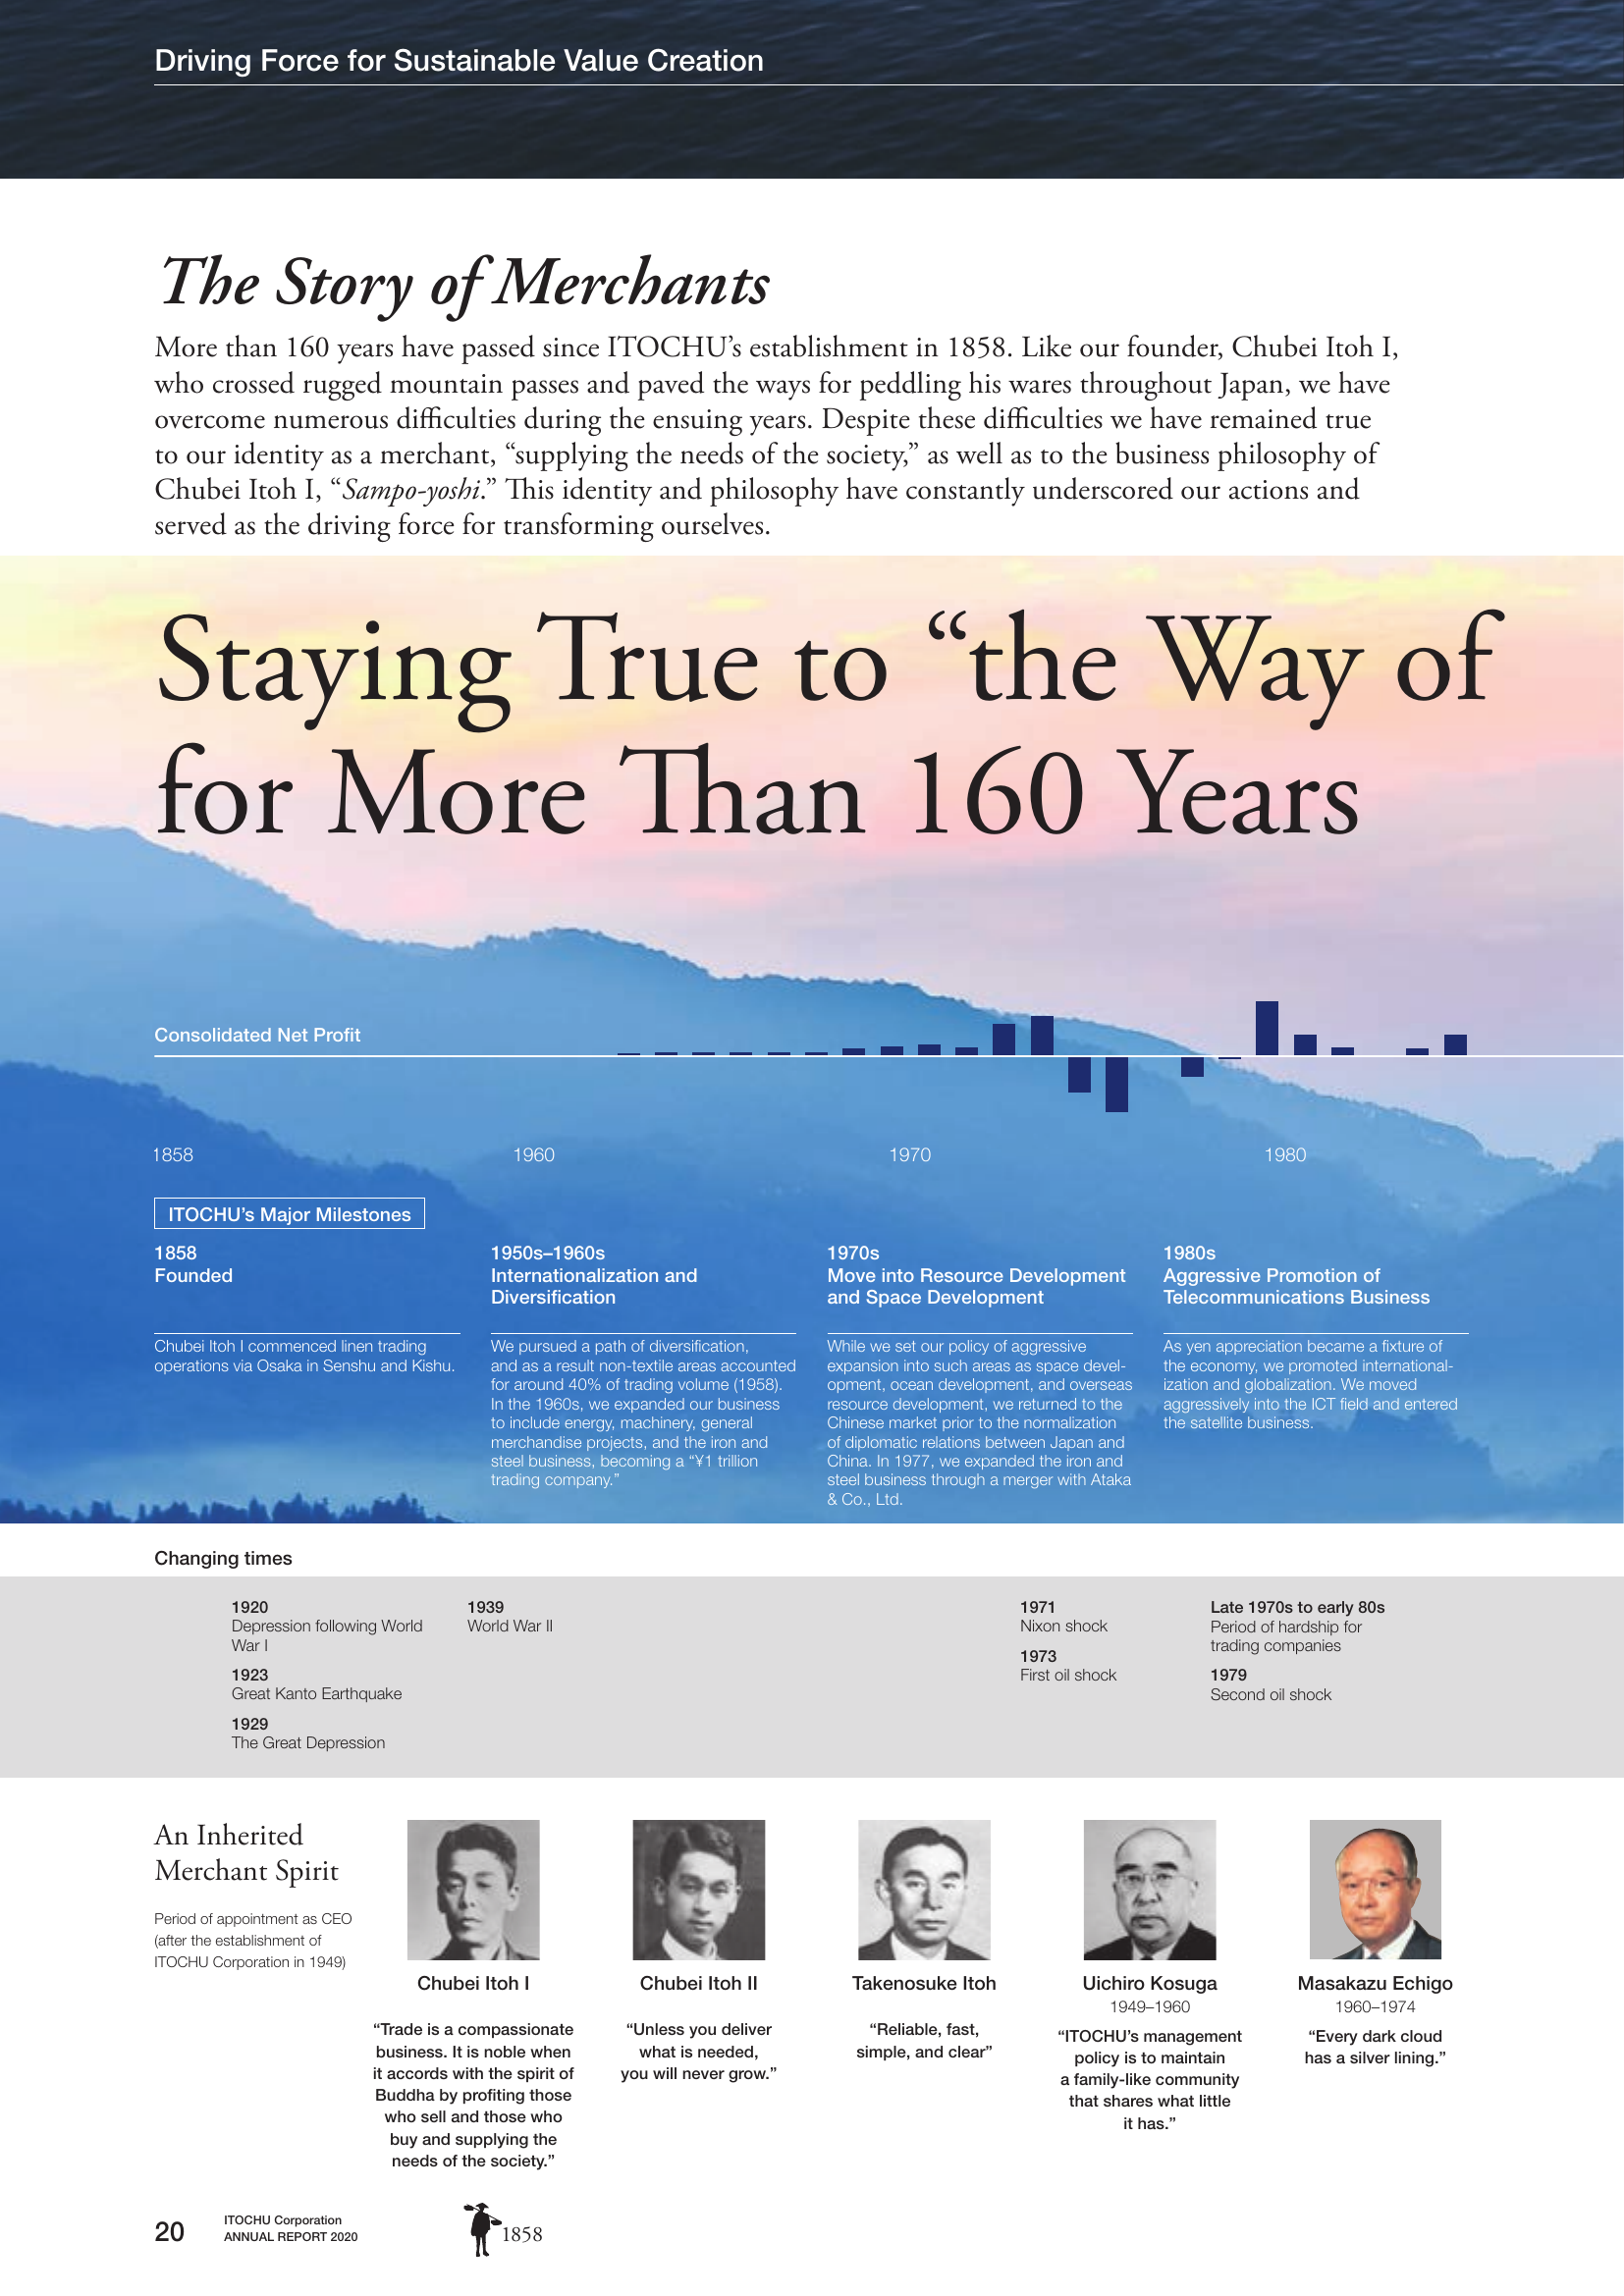 Driving Force for Sustainable Value Creation
The Story of Merchants
More than 160 years have passed since ITOCHU’s establishment in 1858. Like our founder, Chubei Itoh I,
who crossed rugged mountain passes and paved the ways for peddling his wares throughout Japan, we have
overcome numerous difficulties during the ensuing years. Despite these difficulties we have remained true
to our identity as a merchant, “supplying the needs of the society,” as well as to the business philosophy of
Chubei Itoh I, “Sampo-yoshi.” This identity and philosophy have constantly underscored our actions and
served as the driving force for transforming ourselves.
Staying True to “the Way of
for More Than 160 Years
Consolidated Net Profit
1858
1960
1970
1980
ITOCHU’s Major Milestones
1858
Founded
Chubei Itoh I commenced linen trading
operations via Osaka in Senshu and Kishu.
1950s–1960s
Internationalization and
Diversification
We pursued a path of diversification,
and as a result non-textile areas accounted
for around 40% of trading volume (1958).
In the 1960s, we expanded our business
to include energy, machinery, general
merchandise projects, and the iron and
steel business, becoming a “¥1 trillion
trading company.”
1970s
Move into Resource Development
and Space Development
While we set our policy of aggressive
expansion into such areas as space devel-
opment, ocean development, and overseas
resource development, we returned to the
Chinese market prior to the normalization
of diplomatic relations between Japan and
China. In 1977, we expanded the iron and
steel business through a merger with Ataka
& Co., Ltd.
1980s
Aggressive Promotion of
Telecommunications Business
As yen appreciation became a fixture of
the economy, we promoted international-
ization and globalization. We moved
aggressively into the ICT field and entered
the satellite business.
Changing times
1920
Depression following World
War I
1923
Great Kanto Earthquake
1929
The Great Depression
1939
World War II
1971
Nixon shock
1973
First oil shock
Late 1970s to early 80s
Period of hardship for
trading companies
1979
Second oil shock
An Inherited
Merchant Spirit
Period of appointment as CEO
(after the establishment of
ITOCHU Corporation in 1949)
Chubei Itoh I
“Trade is a compassionate
business. It is noble when
it accords with the spirit of
Buddha by profiting those
who sell and those who
buy and supplying the
needs of the society.”
Chubei Itoh II
“Unless you deliver
what is needed,
you will never grow.”
Takenosuke Itoh
“Reliable, fast,
simple, and clear”
Uichiro Kosuga
1949–1960
“ITOCHU’s management
policy is to maintain
a family-like community
that shares what little
it has.”
Masakazu Echigo
1960–1974
“Every dark cloud
has a silver lining.”
20
ITOCHU Corporation
ANNUAL REPORT 2020
1858